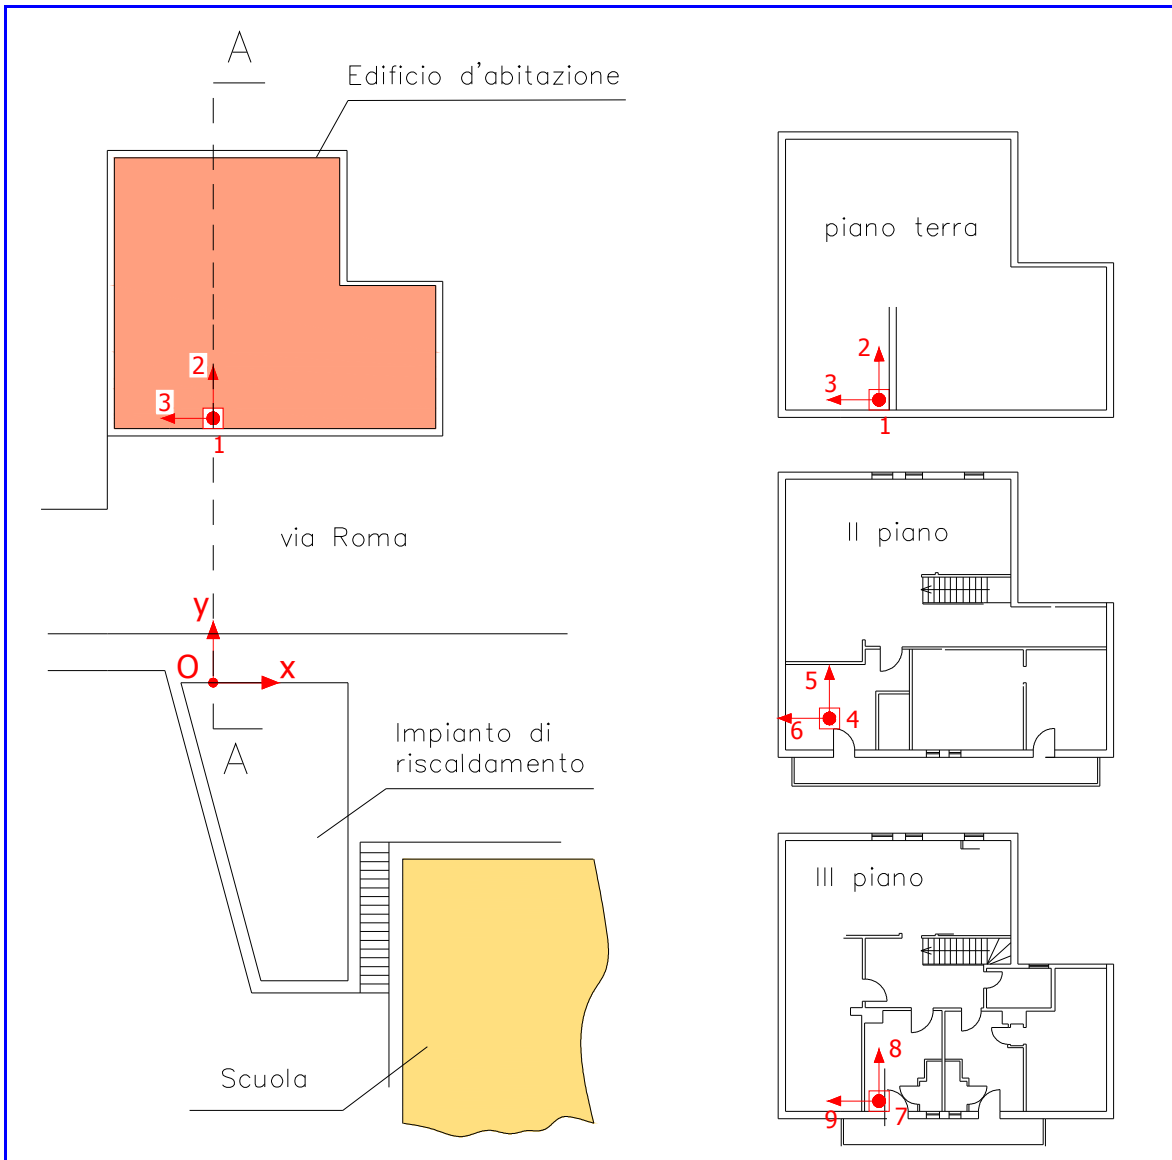 A
Edificio d'abitazione
2
3
1
via Roma
y
O
x
A
Impianto di
riscaldamento
Scuola
piano terra
2
3
1
II piano
5
4
6
III piano
8
9
7